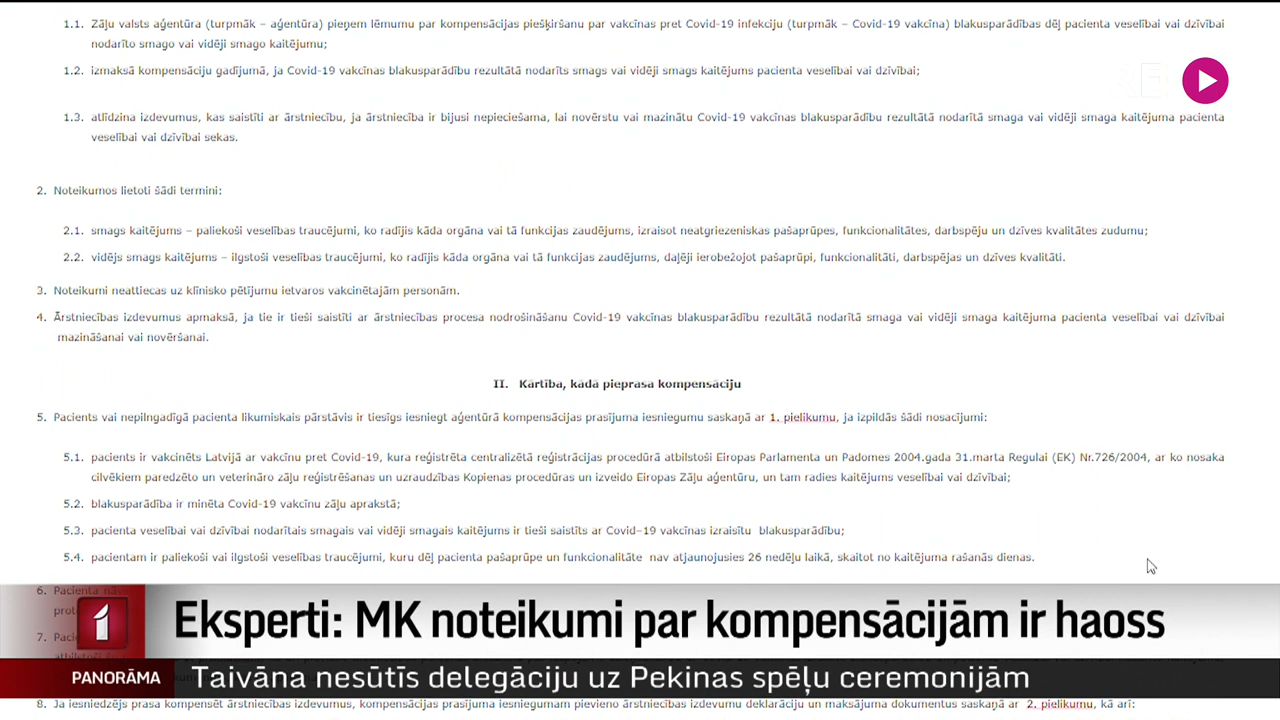 1.1. Zāļu valsts aģentūra (turpmāk – aģentūra) pieņem lēmumu par kompensācijas piešķiršanu par vakcīnas pret Covid-19 infekciju (turpmāk – Covid-19 vakcīna) blakusparādības dēļ pacienta veselībai vai dzīvībai
nodarīto smago vai vidēji smago kaitējumu;
1.2. izmaksā kompensāciju gadījumā, ja Covid-19 vakcīnas blakusparādību rezultātā nodarīts smags vai vidēji smags kaitējums pacienta veselībai vai dzīvībai;
1.3. atlīdzina izdevumus, kas saistīti ar ārstniecību, ja ārstniecība ir bijusi nepieciešama, lai novērstu vai mazinātu Covid-19 vakcīnas blakusparādību rezultātā nodarītā smaga vai vidēji smaga kaitējuma pacienta
veselībai vai dzīvībai sekas.
2. Noteikumos lietoti šādi termini:
2.1. smags kaitējums – paliekoši veselības traucējumi, ko radījis kāda orgāna vai tā funkcijas zaudējums, izraisot neatgriezeniskas pašaprūpes, funkcionalitātes, darbspēju un dzīves kvalitātes zudumu;
2.2. vidējs smags kaitējums – ilgstoši veselības traucējumi, ko radījis kāda orgāna vai tā funkcijas zaudējums, daļēji ierobežojot pašaprūpi, funkcionalitāti, darbspējas un dzīves kvalitāti.
3. Noteikumi neattiecas uz klīnisko pētījumu ietvaros vakcinētajām personām.
4. Ārstniecības izdevumus apmaksā, ja tie ir tieši saistīti ar ārstniecības procesa nodrošināšanu Covid-19 vakcīnas blakusparādību rezultātā nodarītā smaga vai vidēji smaga kaitējuma pacienta veselībai vai dzīvībai
mazināšanai vai novēršanai.
II. Kārtība, kādā pieprasa kompensāciju
5. Pacients vai nepilngadīgā pacienta likumiskais pārstāvis ir tiesīgs iesniegt aģentūrā kompensācijas prasījuma iesniegumu saskaņā ar 1. pielikumu, ja izpildās šādi nosacījumi:
5.1. pacients ir vakcinēts Latvijā ar vakcīnu pret Covid-19, kura reģistrēta centralizētā reģistrācijas procedūrā atbilstoši Eiropas Parlamenta un Padomes 2004.gada 31.marta Regulai (EK) Nr.726/2004, ar ko nosaka
cilvēkiem paredzēto un veterināro zāļu reģistrēšanas un uzraudzības Kopienas procedūras un izveido Eiropas Zāļu aģentūru, un tam radies kaitējums veselībai vai dzīvībai;
5.2. blakusparādība ir minēta Covid-19 vakcīnu zāļu aprakstā;
5.3. pacienta veselībai vai dzīvībai nodarītais smagais vai vidēji smagais kaitējums ir tieši saistīts ar Covid–19 vakcīnas izraisītu blakusparādību;
5.4. pacientam ir paliekoši vai ilgstoši veselības traucējumi, kuru dēļ pacienta pašaprūpe un funkcionalitāte nav atjaunojusies 26 nedēļu laikā, skaitot no kaitējuma rašanās dienas.
6. Pacienta
7.
1 Eksperti: MK noteikumi par kompensācijām ir haoss
PANORĀMA Taivāna nesūtīs delegāciju uz Pekinas spēļu ceremonijām
8. Ja iesniedzējs prasa kompensēt ārstniecības izdevumus, kompensācijas prasījuma iesniegumam pievieno ārstniecības izdevumu deklarāciju un maksājuma dokumentus saskaņā ar 2. pielikumu, kā arī: